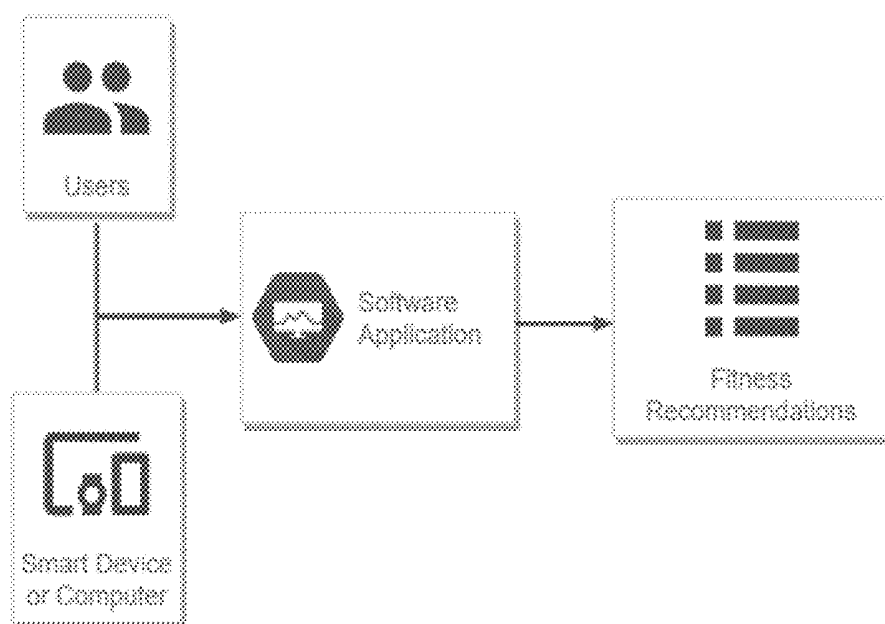 Users
Software
Application
Fitness
Recommendations
Smart Device
or Computer